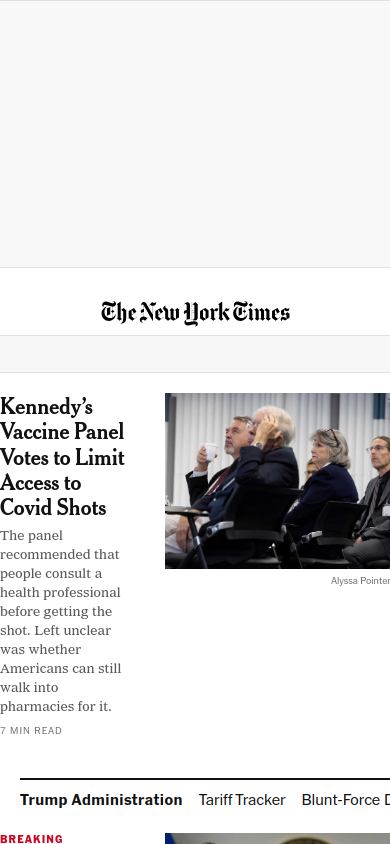 The New York Times
Kennedy’s
Vaccine Panel
Votes to Limit
Access to
Covid Shots
The panel
recommended that
people consult a
health professional
before getting the
shot. Left unclear
was whether
Americans can still
walk into
pharmacies for it.
7 MIN READ
Alyssa Pointer
Trump Administration Tariff Tracker Blunt-Force
BREAKING